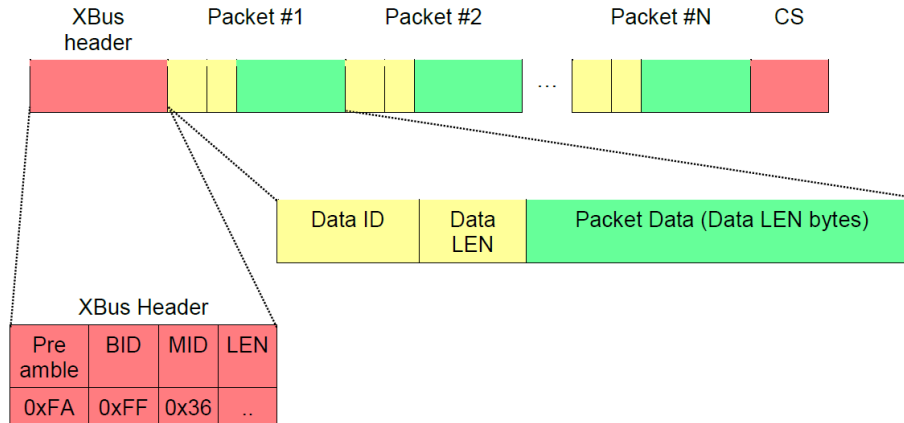 XBus
header
Packet #1
Packet #2
Packet #N
CS
...
Data ID
Data
LEN
Packet Data (Data LEN bytes)
XBus Header
Pre
amble
BID
MID
LEN
0xFA
0xFF
0x36
..